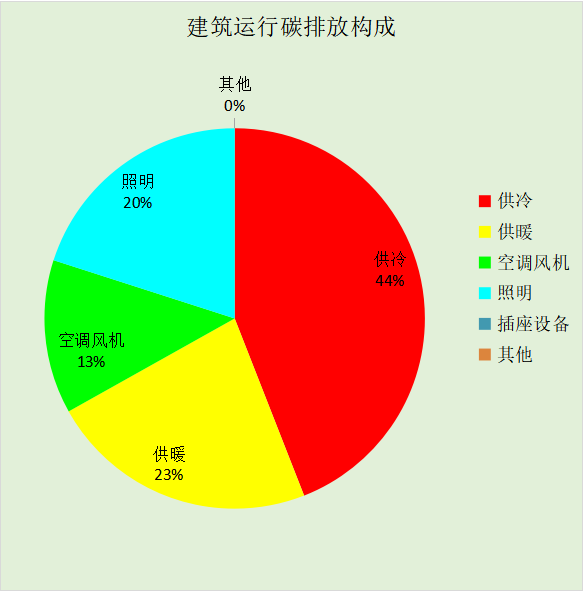 建筑运行碳排放构成
其他
0%
照明
20%
供冷
44%
空调风机
13%
供暖
23%
供冷
供暖
空调风机
照明
插座设备
其他